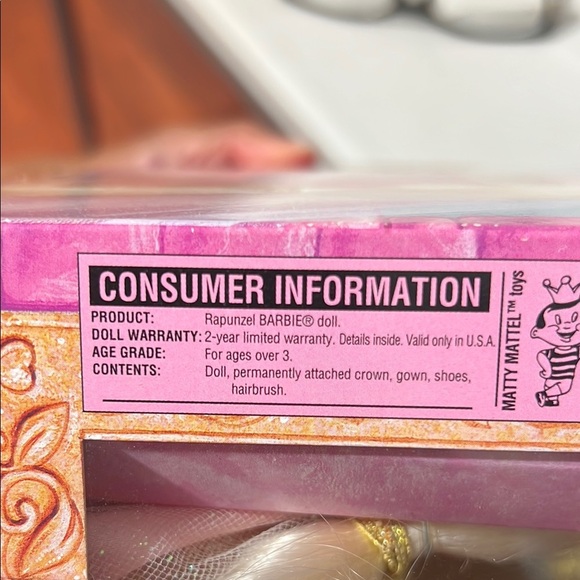 CONSUMER INFORMATION
PRODUCT: Rapunzel BARBIE® doll.
DOLL WARRANTY: 2-year limited warranty. Details inside. Valid only in U.S.A.
AGE GRADE: For ages over 3.
CONTENTS: Doll, permanently attached crown, gown, shoes,
hairbrush.
MATTY MATTEL™ toys